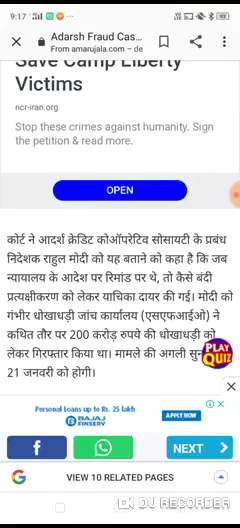 9:17
Adarsh Fraud Cas...
From amarujala.com – de
Save Camp Liberty
Victims
ncr-iran.org
Stop these crimes against humanity. Sign
the petition & read more.
OPEN
कोर्ट ने आदर्श क्रेडिट कोऑपरेटिव सोसायटी के प्रबंध
निदेशक राहुल मोदी को यह बताने को कहा है कि जब
न्यायालय के आदेश पर रिमांड पर थे, तो कैसे बंदी
प्रत्यक्षीकरण को लेकर याचिका दायर की गई। मोदी को
गंभीर धोखाधड़ी जांच कार्यालय (एसएफआईओ) ने
कथित तौर पर 200 करोड़ रुपये की धोखाधड़ी को
लेकर गिरफ्तार किया था। मामले की अगली सुन
21 जनवरी को होगी।
PLAY
QUIZ
Personal Loans up to Rs. 25 lakh
BAJAJ
FINSERV
APPLY NOW
NEXT
VIEW 10 RELATED PAGES
DU RECORDER